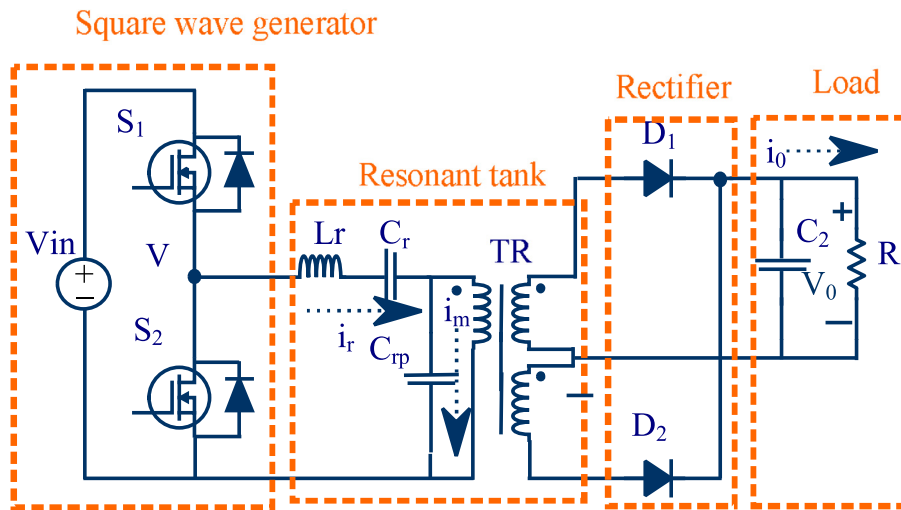 Square wave generator
Rectifier
Load
S1
D1
i0
Resonant tank
Vin
V
Lr
Cr
TR
C2
+
R
+
−
V0
S2
ir
Crp
im
−
D2